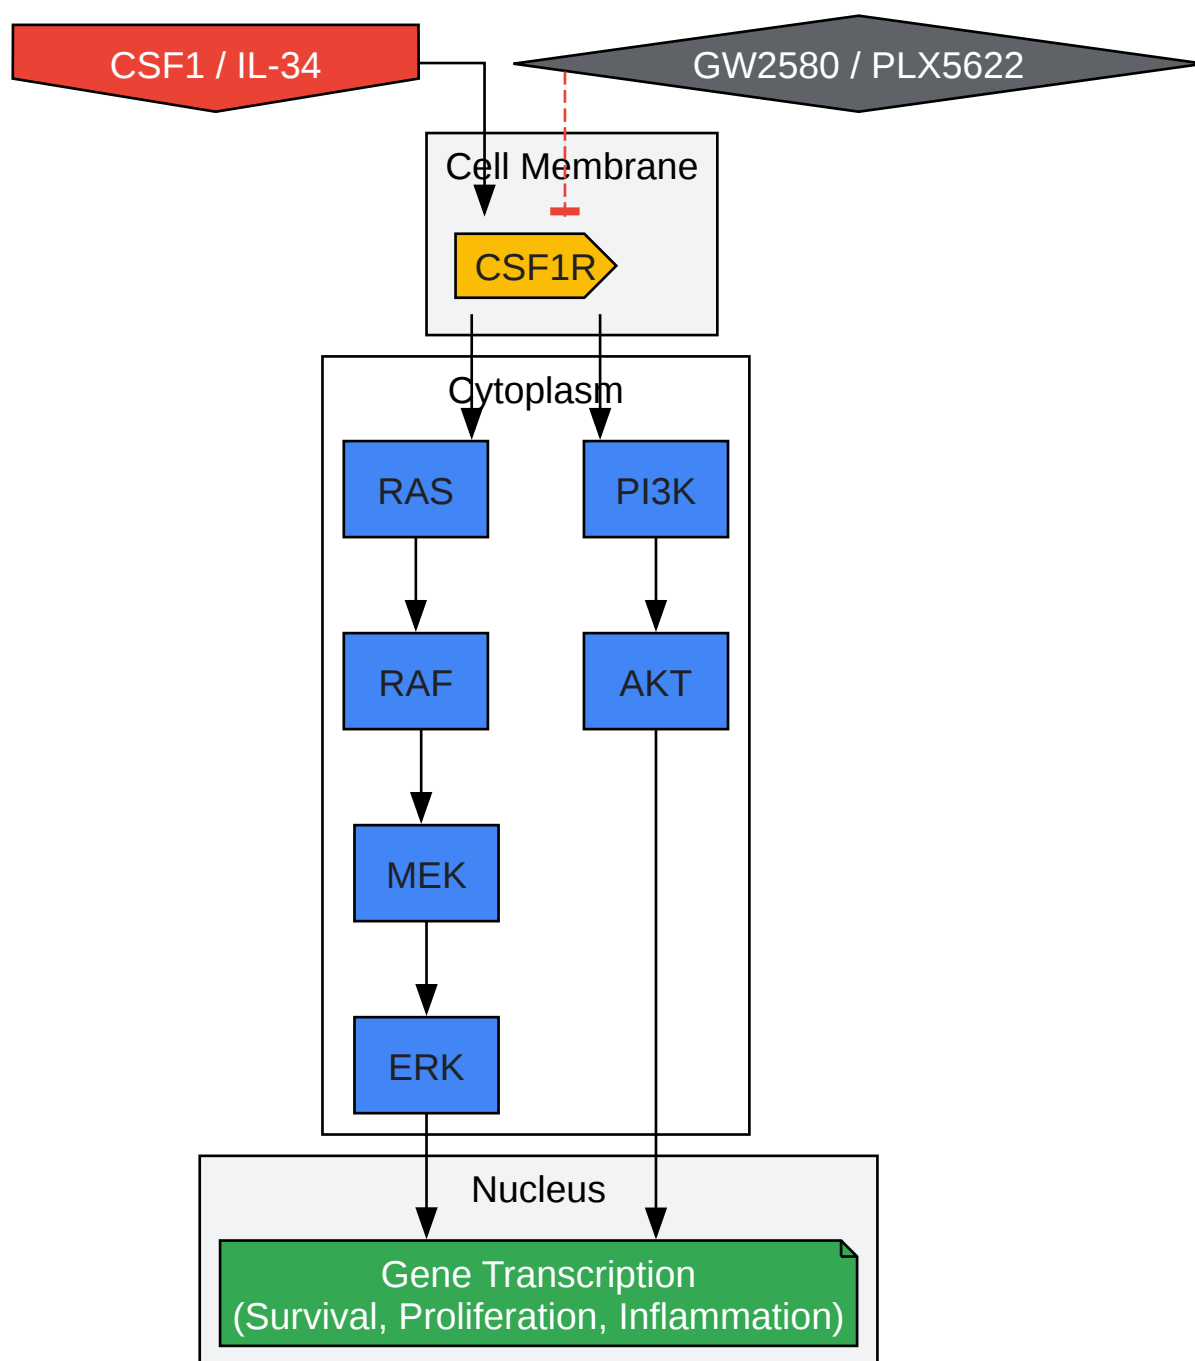 CSF1 / IL-34
GW2580 / PLX5622
Cell Membrane
CSF1R
Cytoplasm
RAS
PI3K
RAF
AKT
MEK
ERK
Nucleus
Gene Transcription
(Survival, Proliferation, Inflammation)